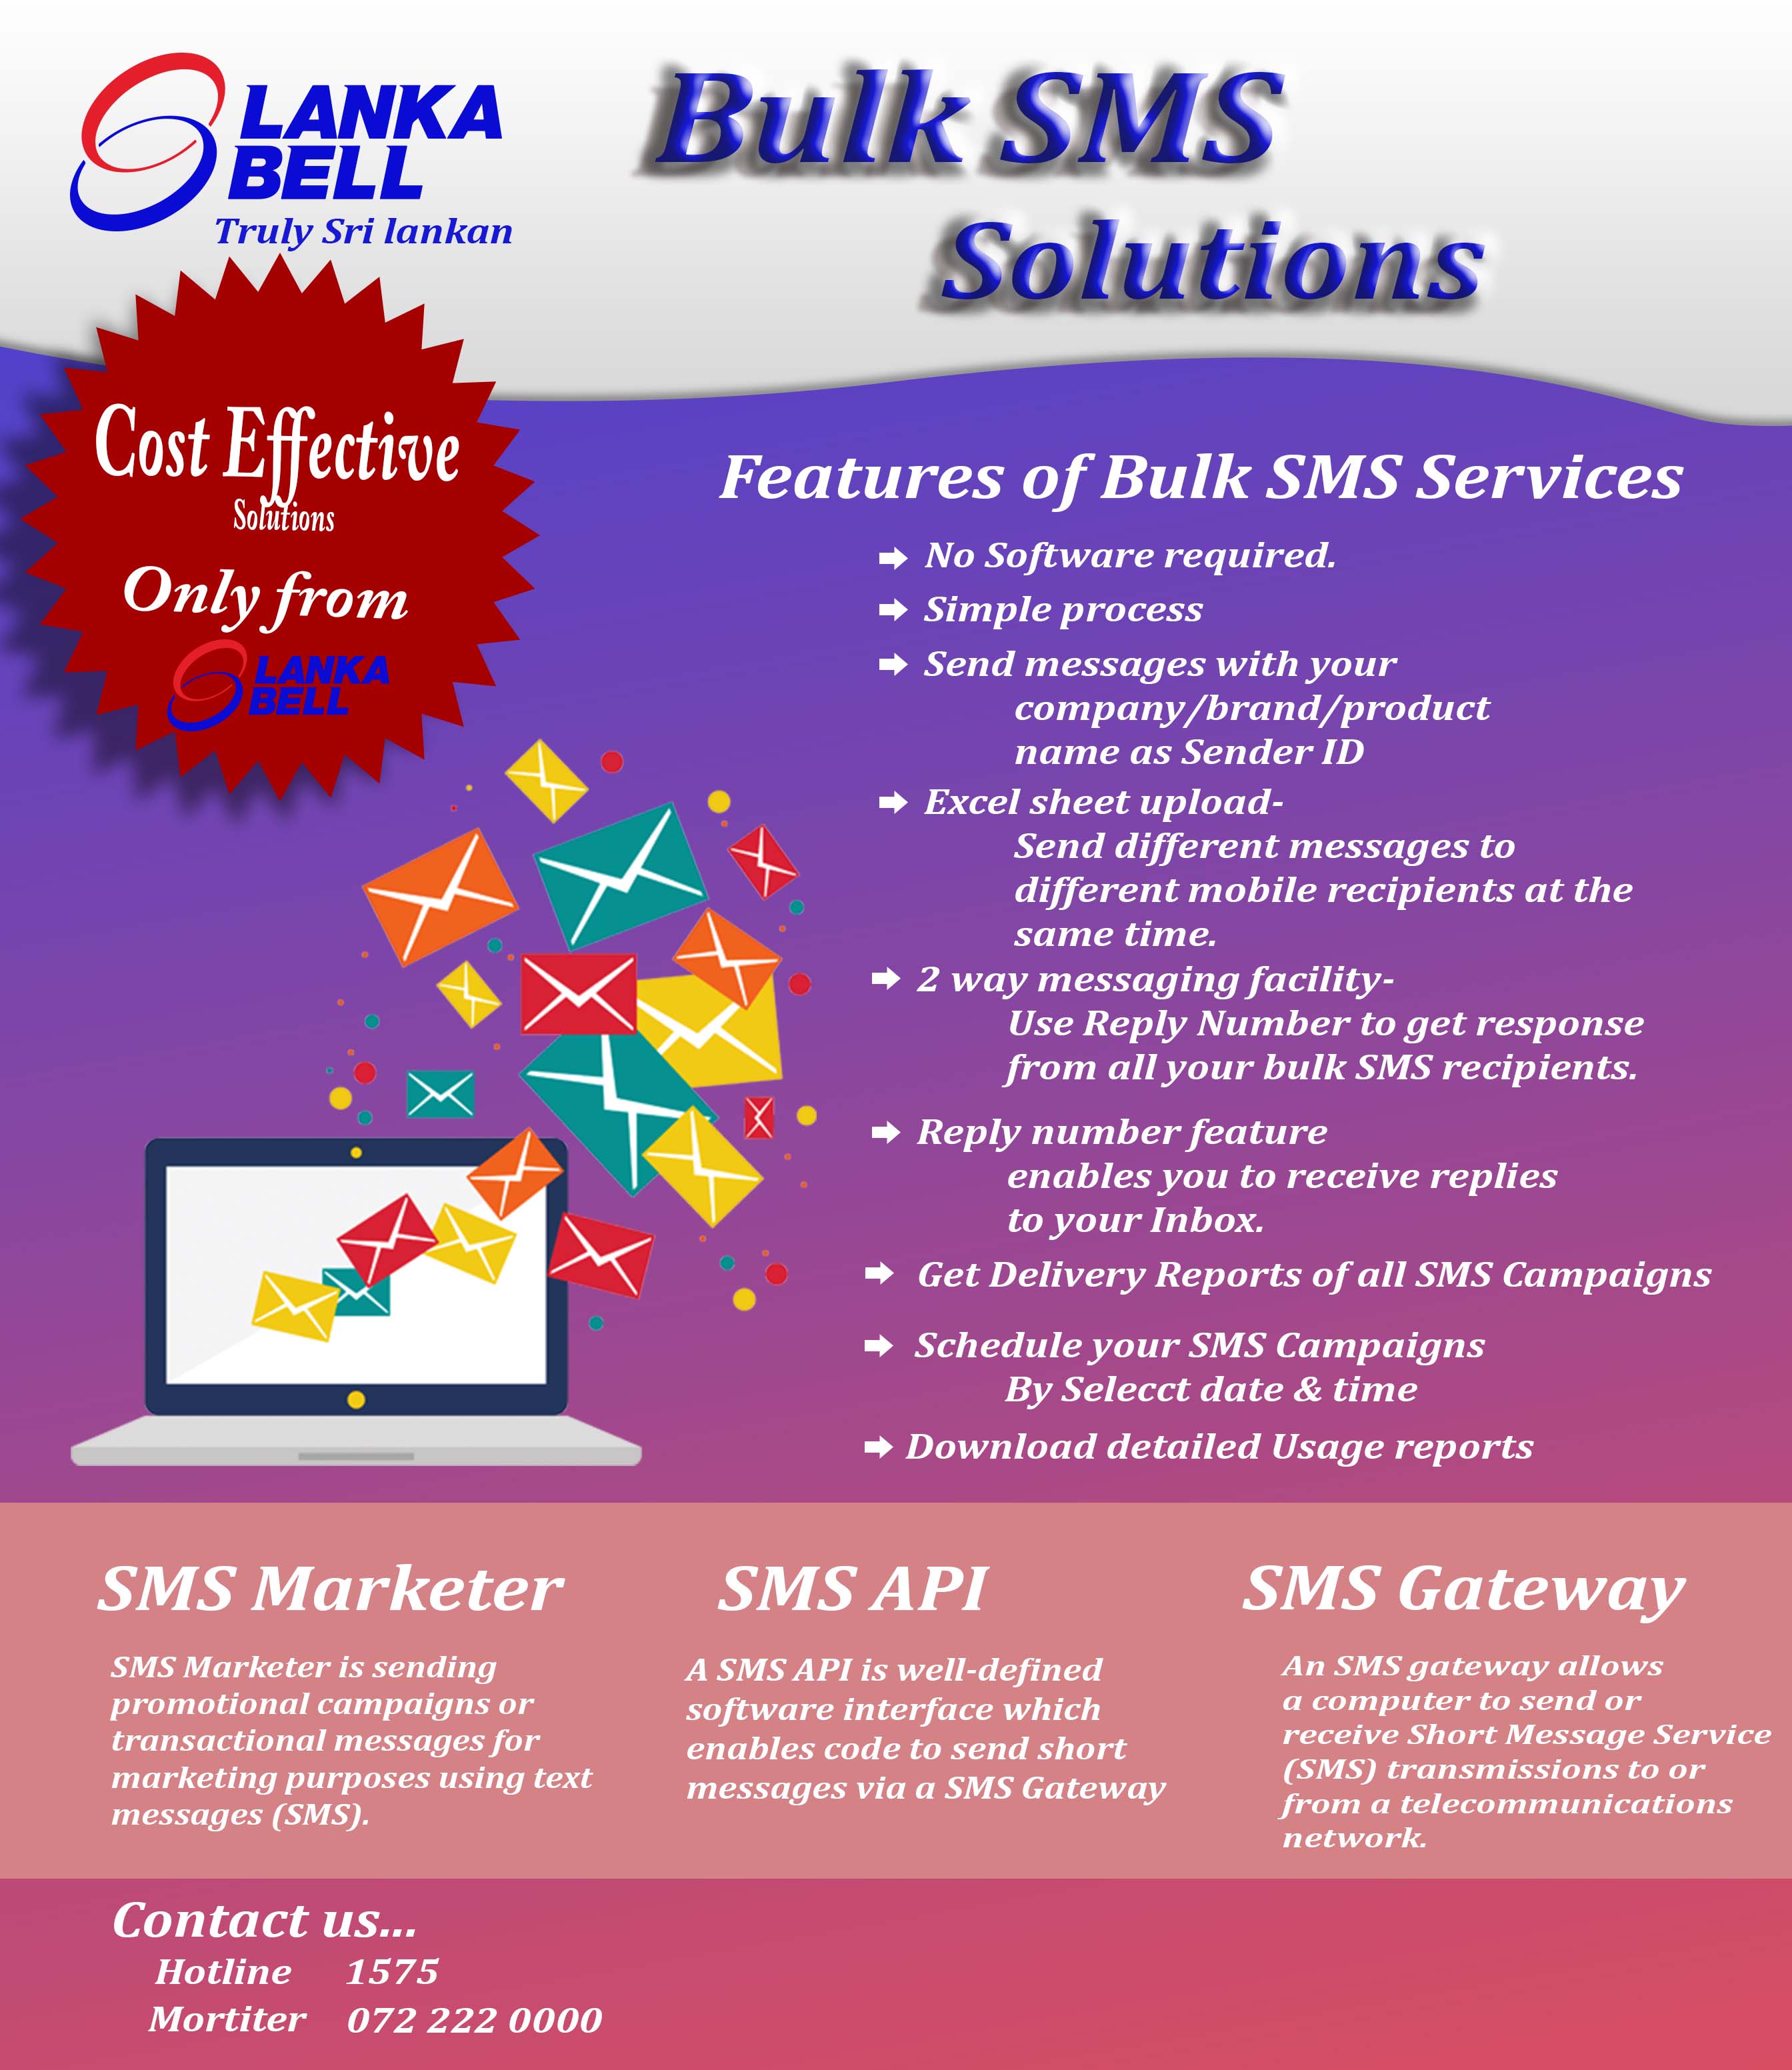 LANKA
BELL
Truly Sri lankan
Bulk SMS
Solutions
Cost Effective
Solutions
Only from
LANKA
BELL
Features of Bulk SMS Services
No Software required.
Simple process
Send messages with your
company/brand/product
name as Sender ID
Excel sheet upload-
Send different messages to
different mobile recipients at the
same time.
2 way messaging facility-
Use Reply Number to get response
from all your bulk SMS recipients.
Reply number feature
enables you to receive replies
to your Inbox.
Get Delivery Reports of all SMS Campaigns
Schedule your SMS Campaigns
By Selecct date & time
Download detailed Usage reports
SMS Marketer
SMS Marketer is sending
promotional campaigns or
transactional messages for
marketing purposes using text
messages (SMS).
SMS API
A SMS API is well-defined
software interface which
enables code to send short
messages via a SMS Gateway
SMS Gateway
An SMS gateway allows
a computer to send or
receive Short Message Service
(SMS) transmissions to or
from a telecommunications
network.
Contact us...
Hotline 1575
Mortiter 072 222 0000